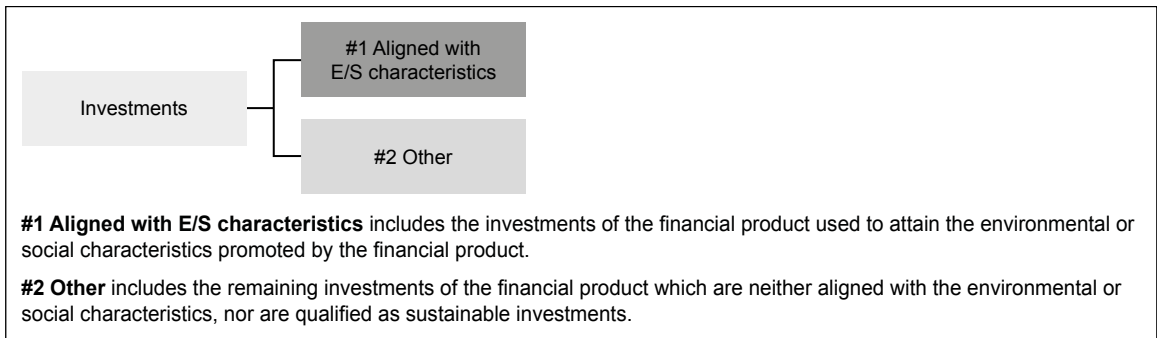 #1 Aligned with
E/S characteristics
Investments
#2 Other
#1 Aligned with E/S characteristics includes the investments of the financial product used to attain the environmental or
social characteristics promoted by the financial product.
#2 Other includes the remaining investments of the financial product which are neither aligned with the environmental or
social characteristics, nor are qualified as sustainable investments.